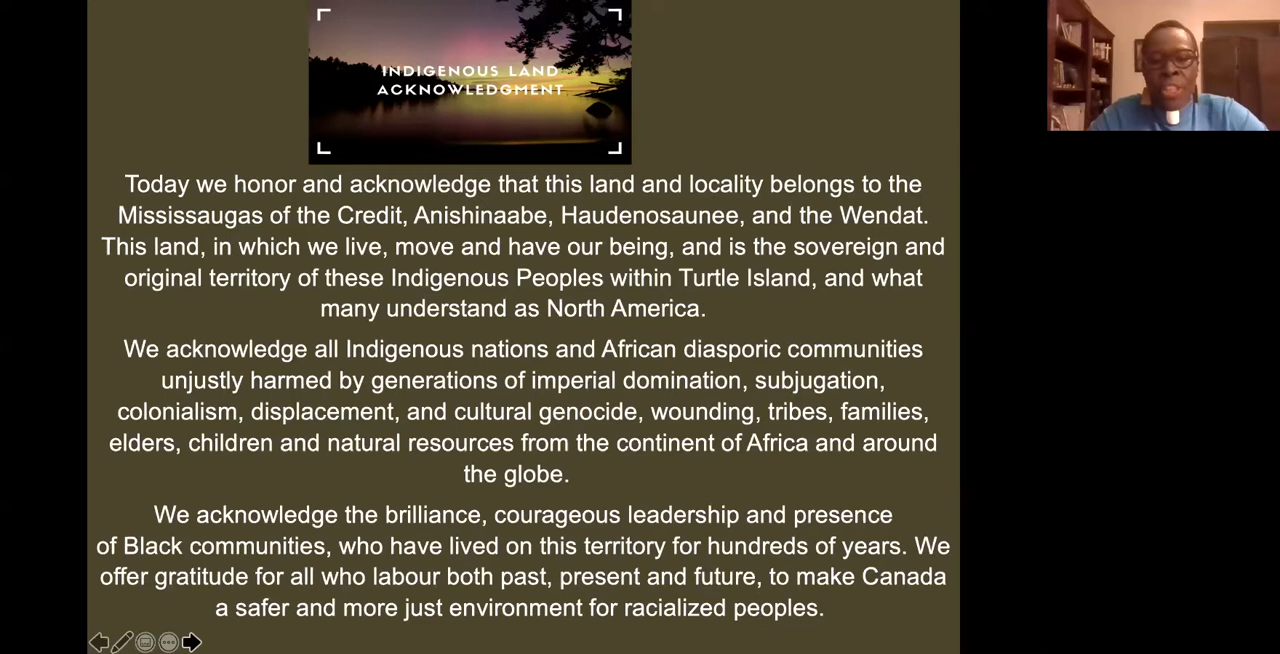 INDIGENOUS LAND
ACKNOWLEDGMENT
Today we honor and acknowledge that this land and locality belongs to the
Mississaugas of the Credit, Anishinaabe, Haudenosaunee, and the Wendat.
This land, in which we live, move and have our being, and is the sovereign and
original territory of these Indigenous Peoples within Turtle Island, and what
many understand as North America.
We acknowledge all Indigenous nations and African diasporic communities
unjustly harmed by generations of imperial domination, subjugation,
colonialism, displacement, and cultural genocide, wounding, tribes, families,
elders, children and natural resources from the continent of Africa and around
the globe.
We acknowledge the brilliance, courageous leadership and presence
of Black communities, who have lived on this territory for hundreds of years. We
offer gratitude for all who labour both past, present and future, to make Canada
a safer and more just environment for racialized peoples.